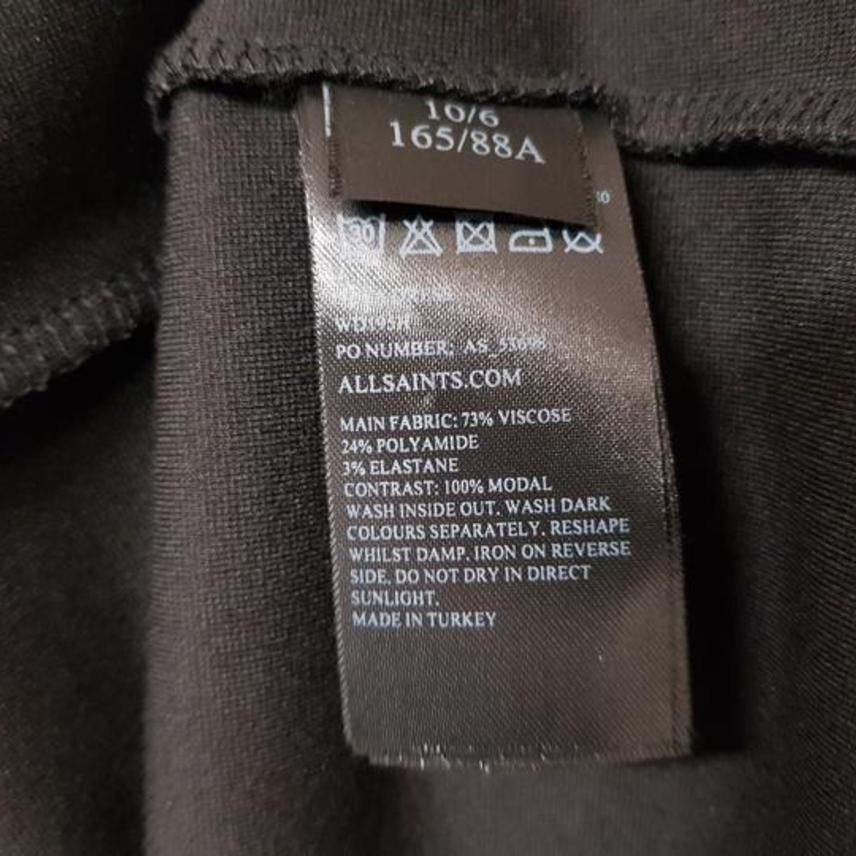 10/6
165/88A
30
PO NUMBER: AS
ALLSAINTS.COM
MAIN FABRIC: 73% VISCOSE
24% POLYAMIDE
3% ELASTANE
CONTRAST: 100% MODAL
WASH INSIDE OUT. WASH DARK
COLOURS SEPARATELY. RESHAPE
WHILST DAMP. IRON ON REVERSE
SIDE. DO NOT DRY IN DIRECT
SUNLIGHT.
MADE IN TURKEY